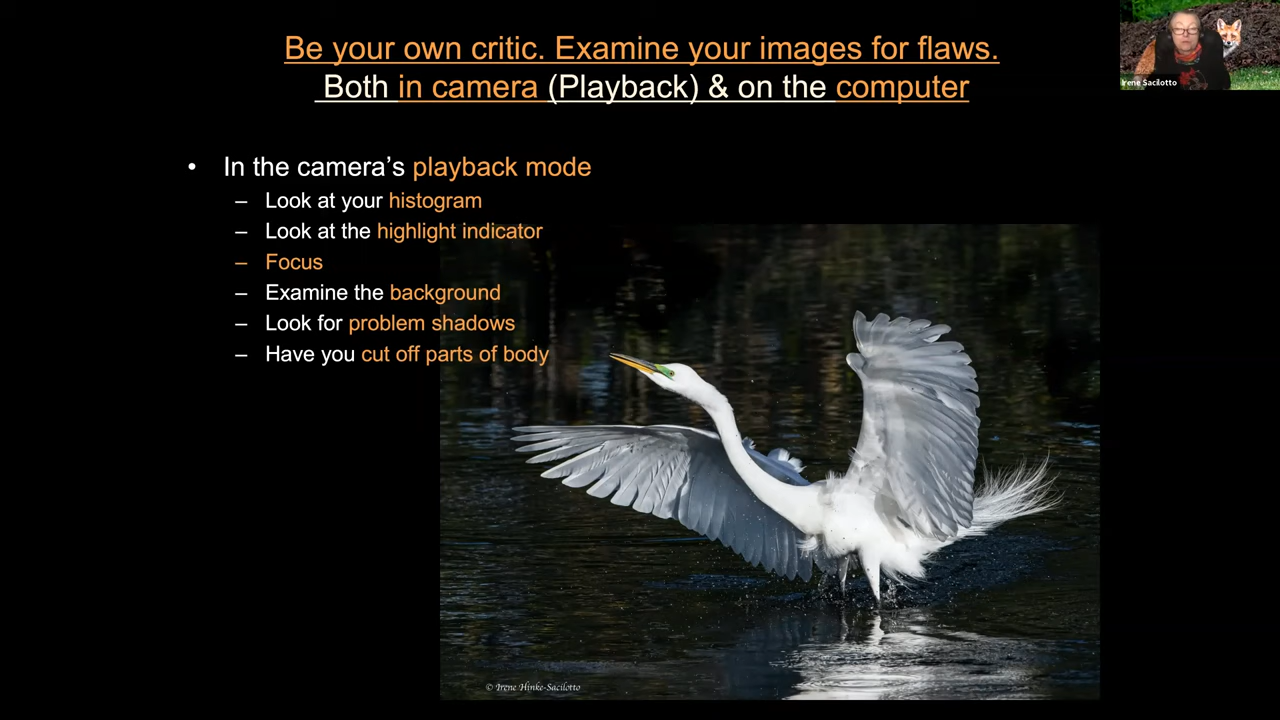 Be your own critic. Examine your images for flaws.
Both in camera (Playback) & on the computer
Irene Sacilotto
• In the camera's playback mode
– Look at your histogram
– Look at the highlight indicator
– Focus
– Examine the background
– Look for problem shadows
– Have you cut off parts of body
© Irene Hinke-Sacilotto